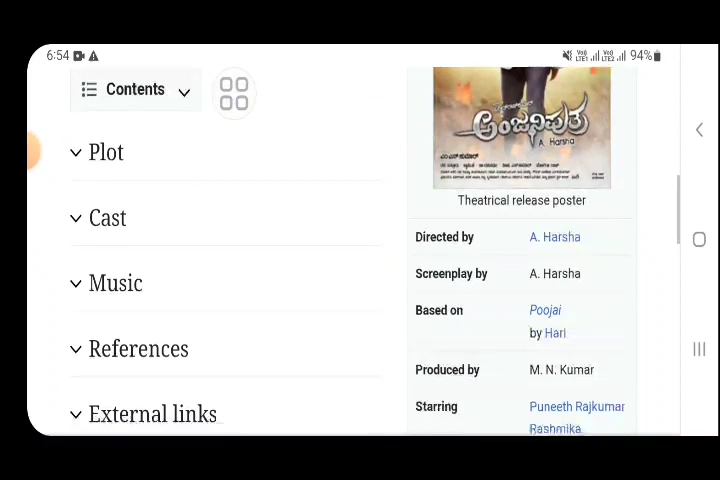 6:54
94%
Contents
Plot
Cast
Music
References
External links
ಅಂಜನಿಪುತ್ರ
A. Harsha
ಎಂ.ಎನ್.ಕುಮಾರ್
Theatrical release poster
Directed by A. Harsha
Screenplay by A. Harsha
Based on Poojai
by Hari
Produced by M. N. Kumar
Starring Puneeth Rajkumar
Rashmika